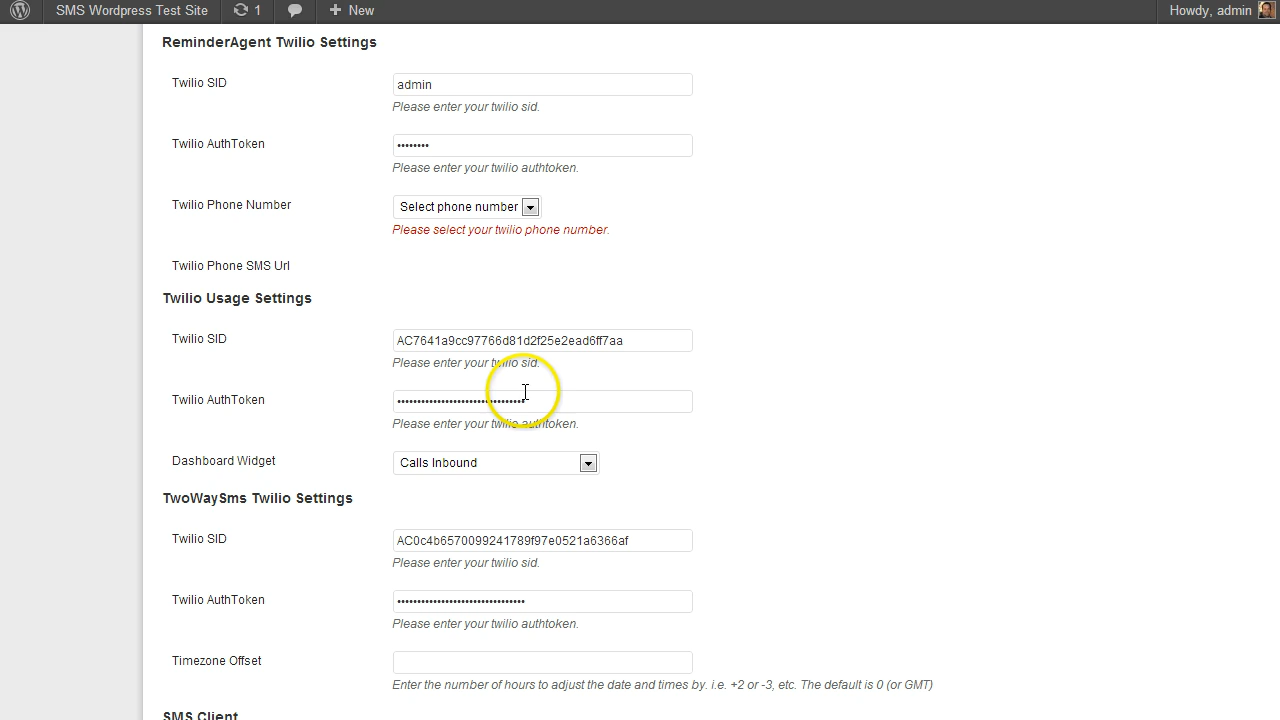 SMS Wordpress Test Site 1 New Howdy, admin
ReminderAgent Twilio Settings
Twilio SID admin
Please enter your twilio sid.
Twilio AuthToken ••••••••
Please enter your twilio authtoken.
Twilio Phone Number Select phone number
Please select your twilio phone number.
Twilio Phone SMS Url
Twilio Usage Settings
Twilio SID AC7641a9cc97766d81d2f25e2ead6ff7aa
Please enter your twilio sid.
Twilio AuthToken ••••••••••••••••••••••••••••••••
Please enter your twilio authtoken.
Dashboard Widget Calls Inbound
TwoWaySms Twilio Settings
Twilio SID AC0c4b6570099241789f97e0521a6366af
Please enter your twilio sid.
Twilio AuthToken ••••••••••••••••••••••••••••••••
Please enter your twilio authtoken.
Timezone Offset
Enter the number of hours to adjust the date and times by. i.e. +2 or -3, etc. The default is 0 (or GMT)
SMS Client